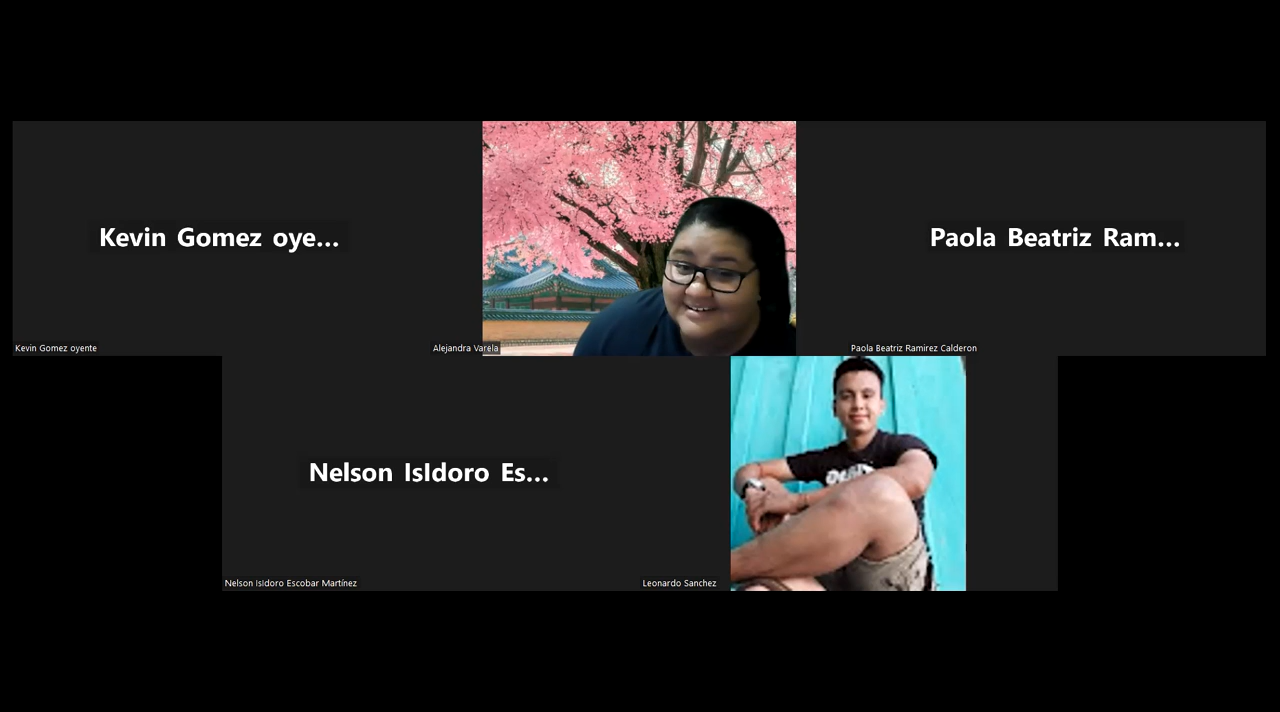 Kevin Gomez oye...
Paola Beatriz Ram...
Kevin Gomez oyente
Alejandra Varela
Paola Beatriz Ramirez Calderon
Nelson IsIdoro Es...
Nelson IsIdoro Escobar Martínez
Leonardo Sanchez